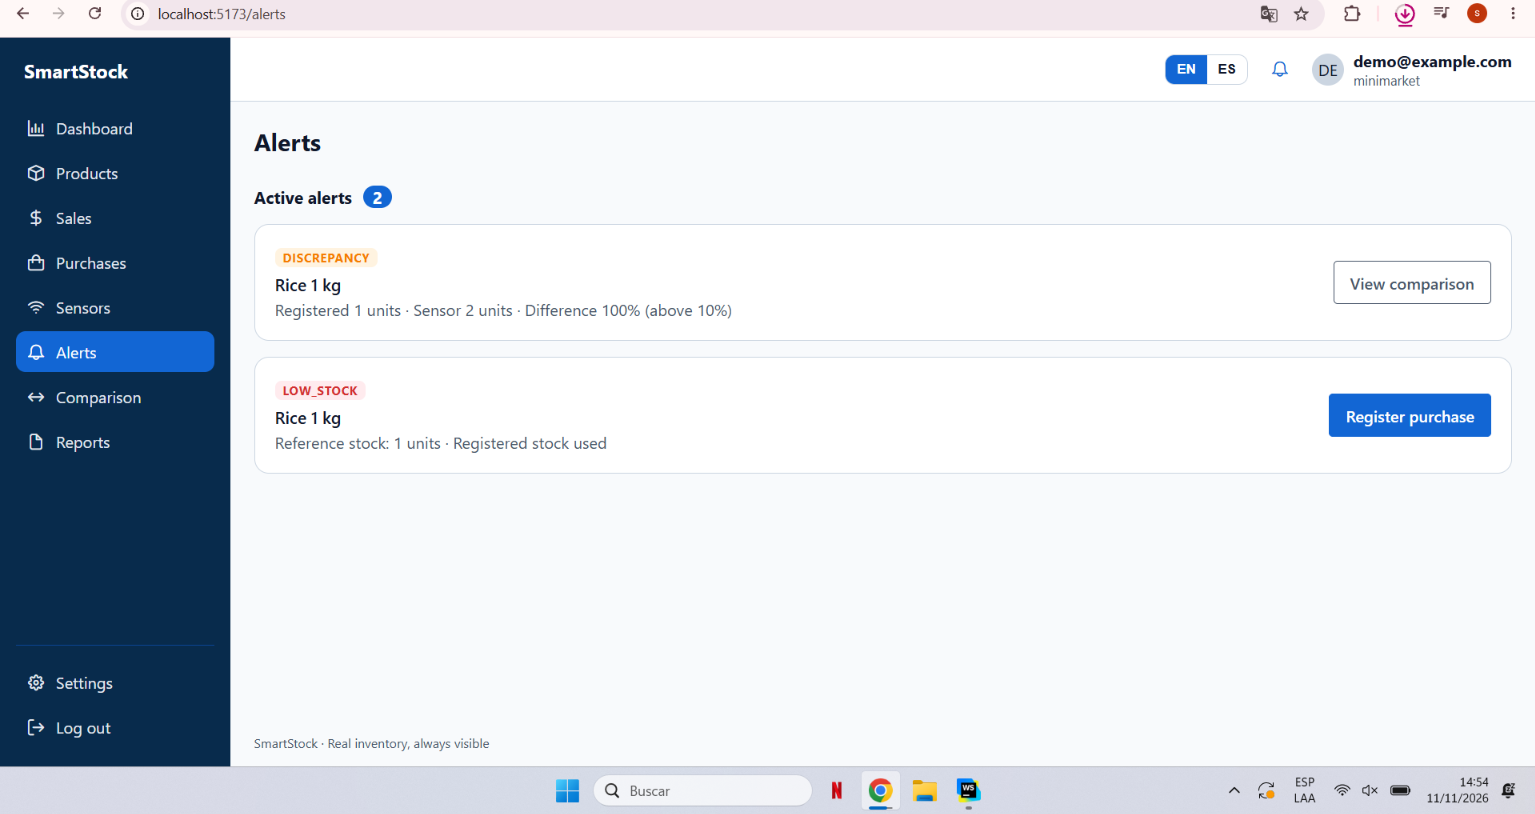 localhost:5173/alerts
S
SmartStock
EN
ES
DE
demo@example.com
minimarket
Dashboard
Products
Sales
Purchases
Sensors
Alerts
Comparison
Reports
Settings
Log out
Alerts
Active alerts 2
DISCREPANCY
Rice 1 kg
Registered 1 units · Sensor 2 units · Difference 100% (above 10%)
View comparison
LOW_STOCK
Rice 1 kg
Reference stock: 1 units · Registered stock used
Register purchase
SmartStock · Real inventory, always visible
Buscar
N
WS
ESP
LAA
14:54
11/11/2026